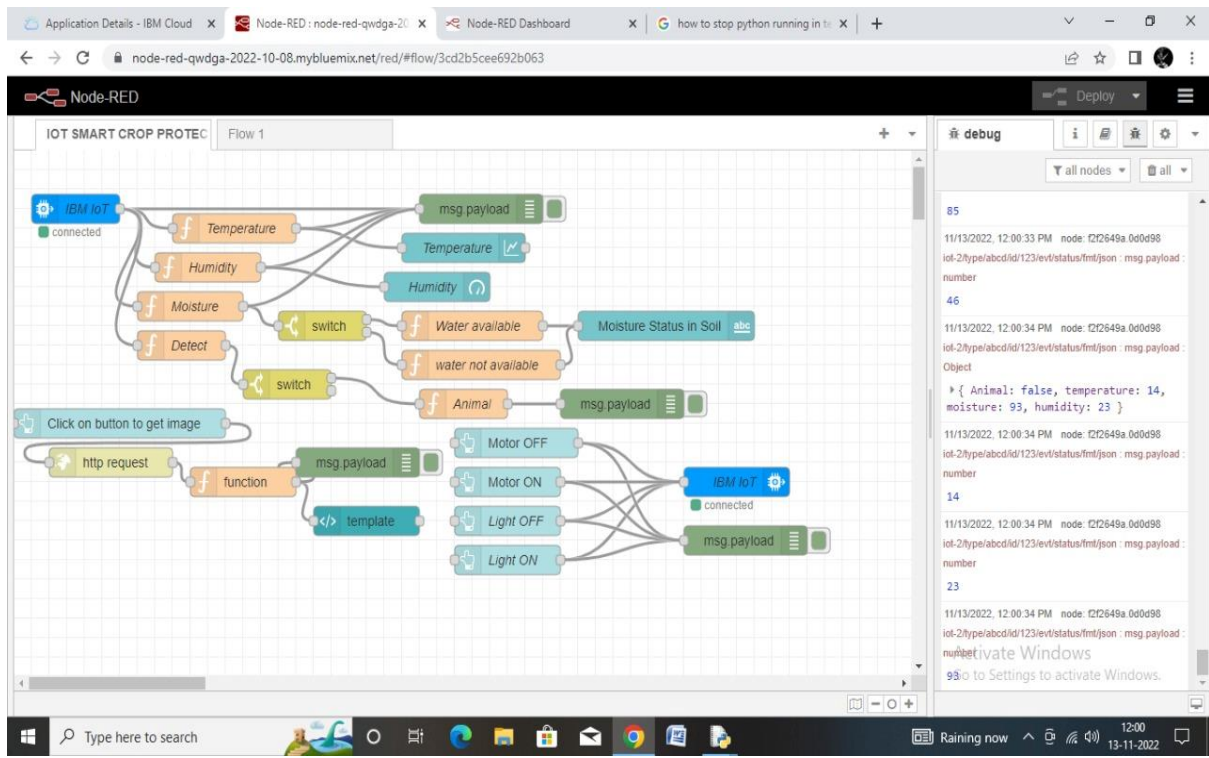 Application Details - IBM Cloud
Node-RED : node-red-qwdga-20
Node-RED Dashboard
how to stop python running in te
node-red-qwdga-2022-10-08.mybluemix.net/red/#flow/3cd2b5cee692b063
Node-RED
Deploy
IOT SMART CROP PROTEC
Flow 1
debug
all nodes
all
IBM IoT
connected
msg.payload
Temperature
Temperature
Humidity
Humidity
Moisture
switch
Water available
Moisture Status in Soil
abc
Detect
water not available
switch
Animal
msg.payload
Click on button to get image
Motor OFF
http request
msg.payload
function
Motor ON
IBM IoT
connected
template
Light OFF
msg.payload
Light ON
85
11/13/2022, 12:00:33 PM node: f2f2649a.0d0d98
iot-2/type/abcd/id/123/evt/status/fmt/json : msg.payload :
number
46
11/13/2022, 12:00:34 PM node: f2f2649a.0d0d98
iot-2/type/abcd/id/123/evt/status/fmt/json : msg.payload :
Object
{ Animal: false, temperature: 14,
moisture: 93, humidity: 23 }
11/13/2022, 12:00:34 PM node: f2f2649a.0d0d98
iot-2/type/abcd/id/123/evt/status/fmt/json : msg.payload :
number
14
11/13/2022, 12:00:34 PM node: f2f2649a.0d0d98
iot-2/type/abcd/id/123/evt/status/fmt/json : msg.payload :
number
23
11/13/2022, 12:00:34 PM node: f2f2649a.0d0d98
iot-2/type/abcd/id/123/evt/status/fmt/json : msg.payload :
number
93
Activate Windows
Go to Settings to activate Windows.
Type here to search
Raining now
12:00
13-11-2022